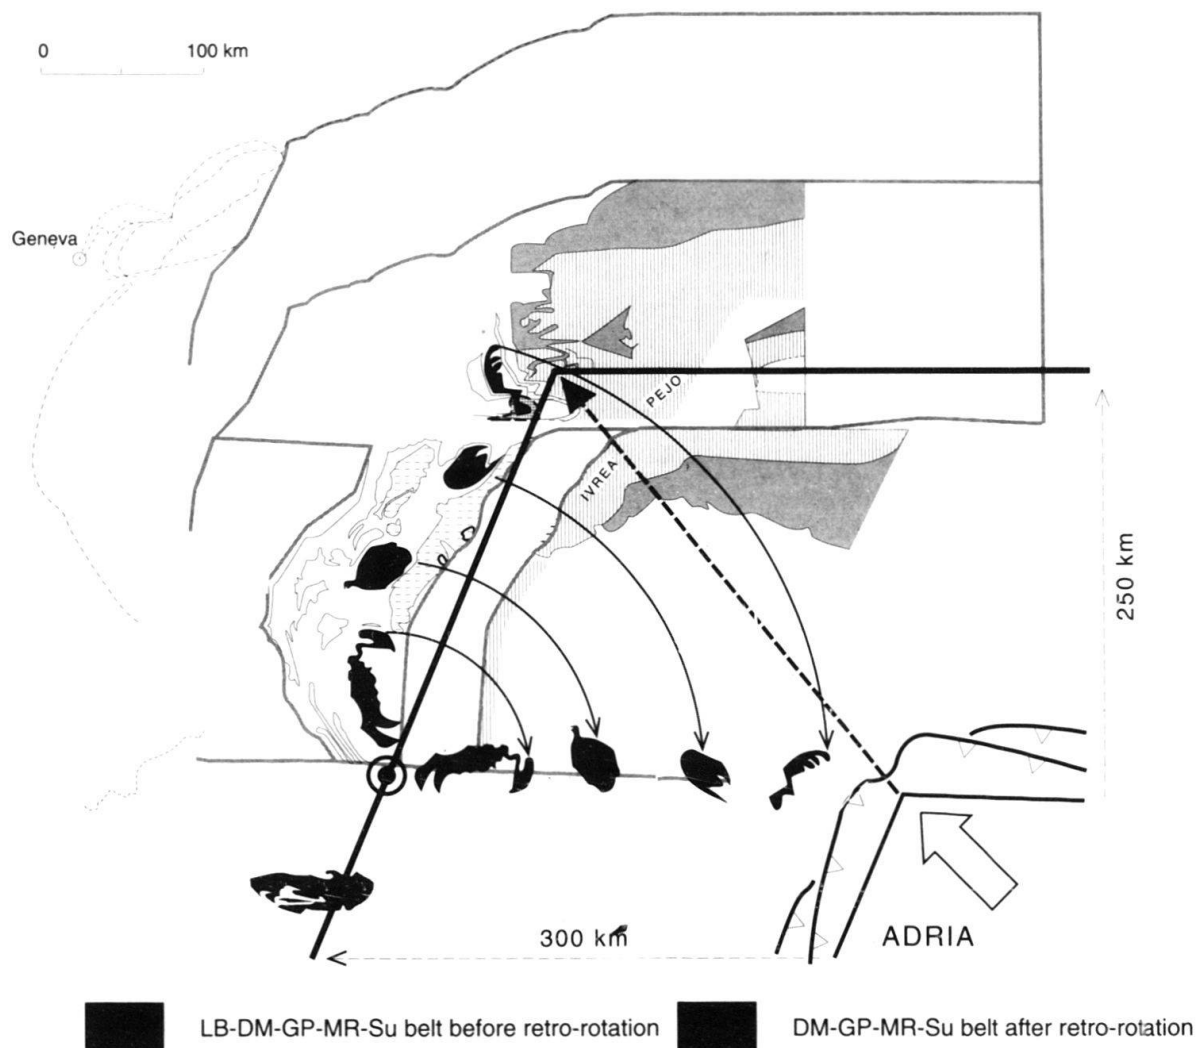 0 100 km
Geneva
PEJO
IVREA
250 km
300 km
ADRIA
LB-DM-GP-MR-Su belt before retro-rotation
DM-GP-MR-Su belt after retro-rotation